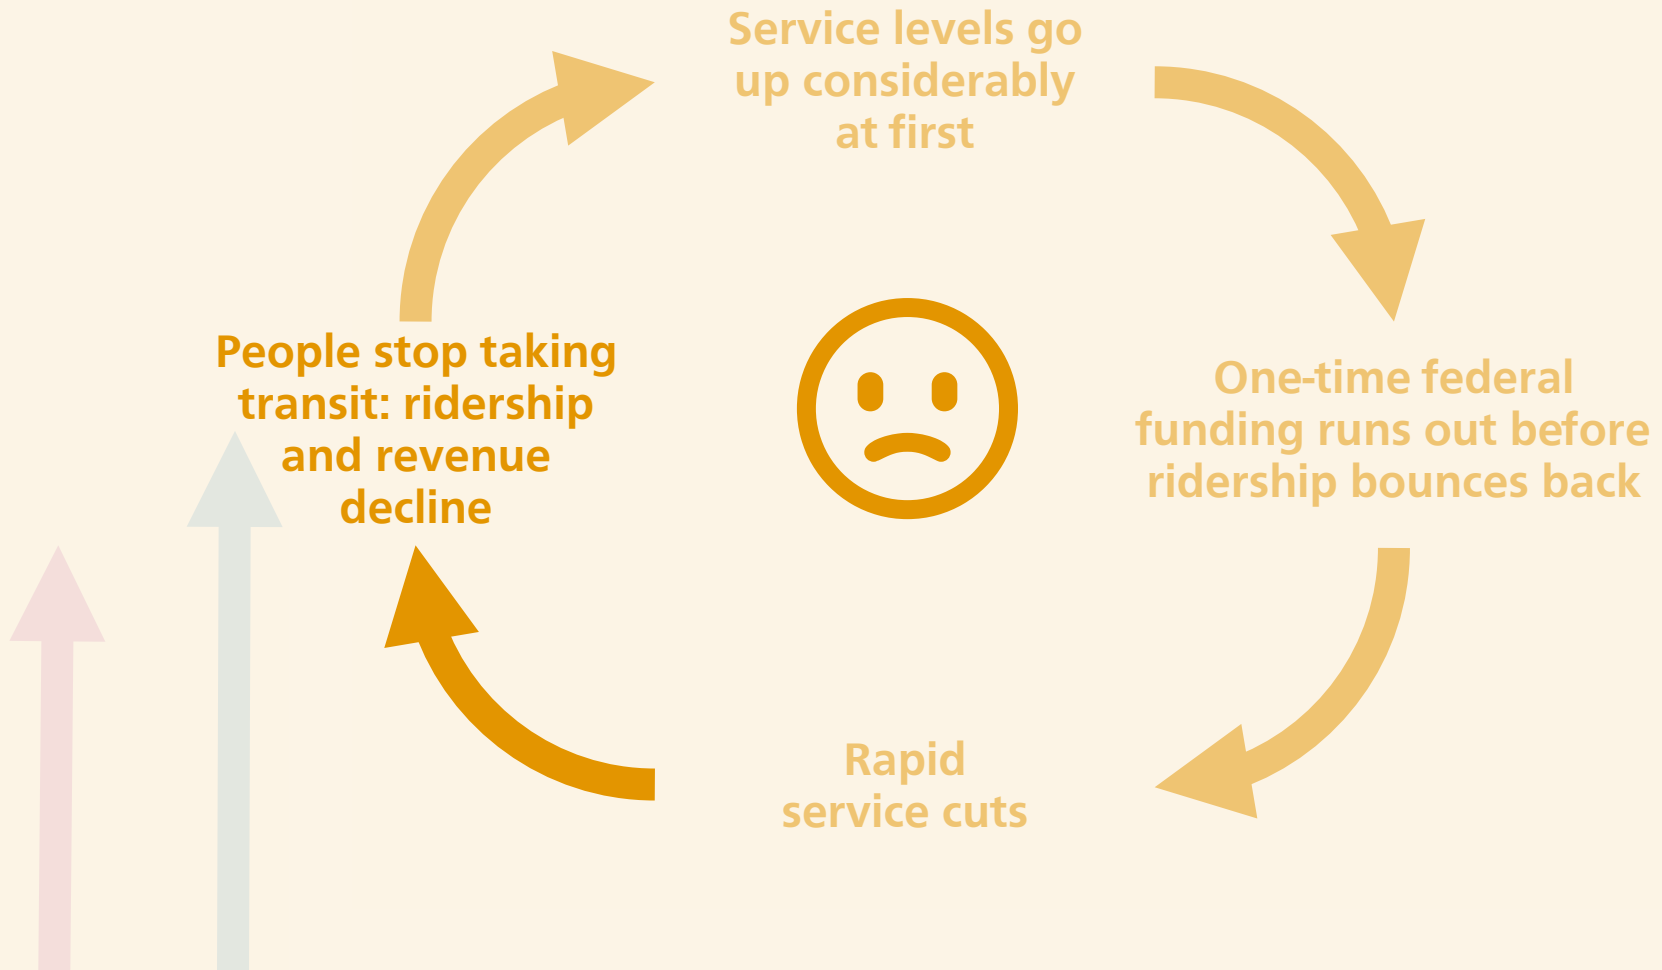 Service levels go
up considerably
at first
One-time federal
funding runs out before
ridership bounces back
Rapid
service cuts
People stop taking
transit: ridership
and revenue
decline